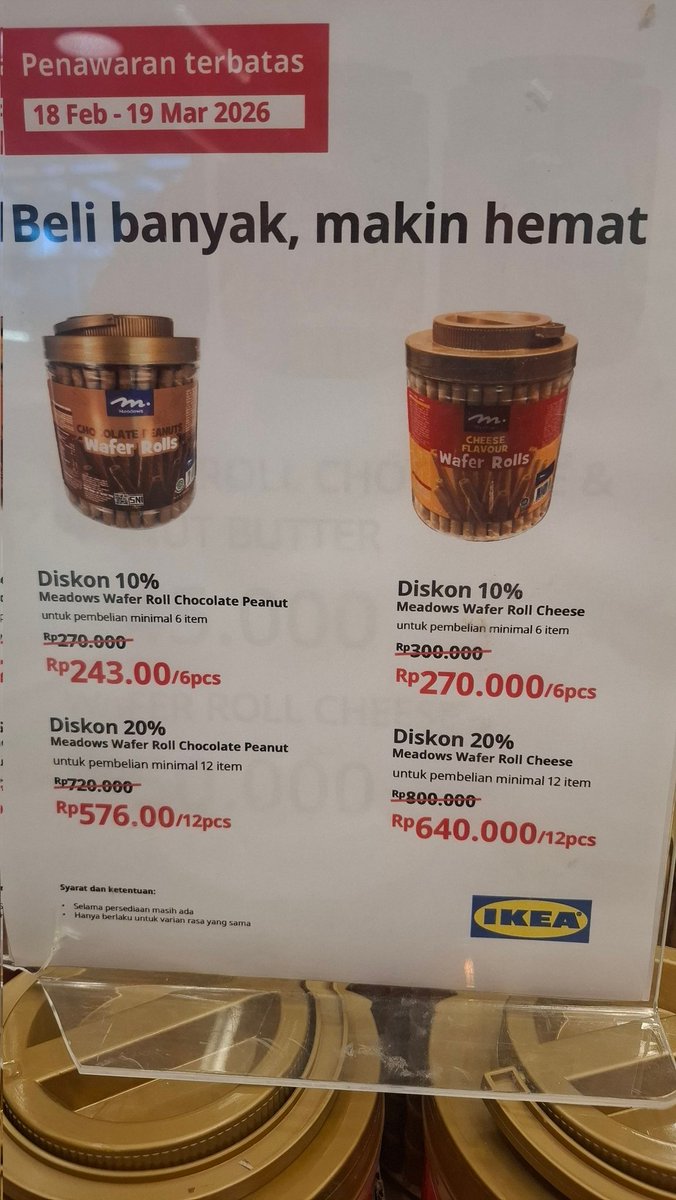 Penawaran terbatas
18 Feb - 19 Mar 2026
Beli banyak, makin hemat
m.
Meadows
CHOCOLATE PEANUTS
Wafer Rolls
SNI
m.
CHEESE
FLAVOUR
Wafer Rolls
Diskon 10%
Meadows Wafer Roll Chocolate Peanut
untuk pembelian minimal 6 item
Rp270.000
Rp243.00/6pcs
Diskon 10%
Meadows Wafer Roll Cheese
untuk pembelian minimal 6 item
Rp300.000
Rp270.000/6pcs
Diskon 20%
Meadows Wafer Roll Chocolate Peanut
untuk pembelian minimal 12 item
Rp720.000
Rp576.00/12pcs
Diskon 20%
Meadows Wafer Roll Cheese
untuk pembelian minimal 12 item
Rp800.000
Rp640.000/12pcs
Syarat dan ketentuan:
• Selama persediaan masih ada
• Hanya berlaku untuk varian rasa yang sama
IKEA